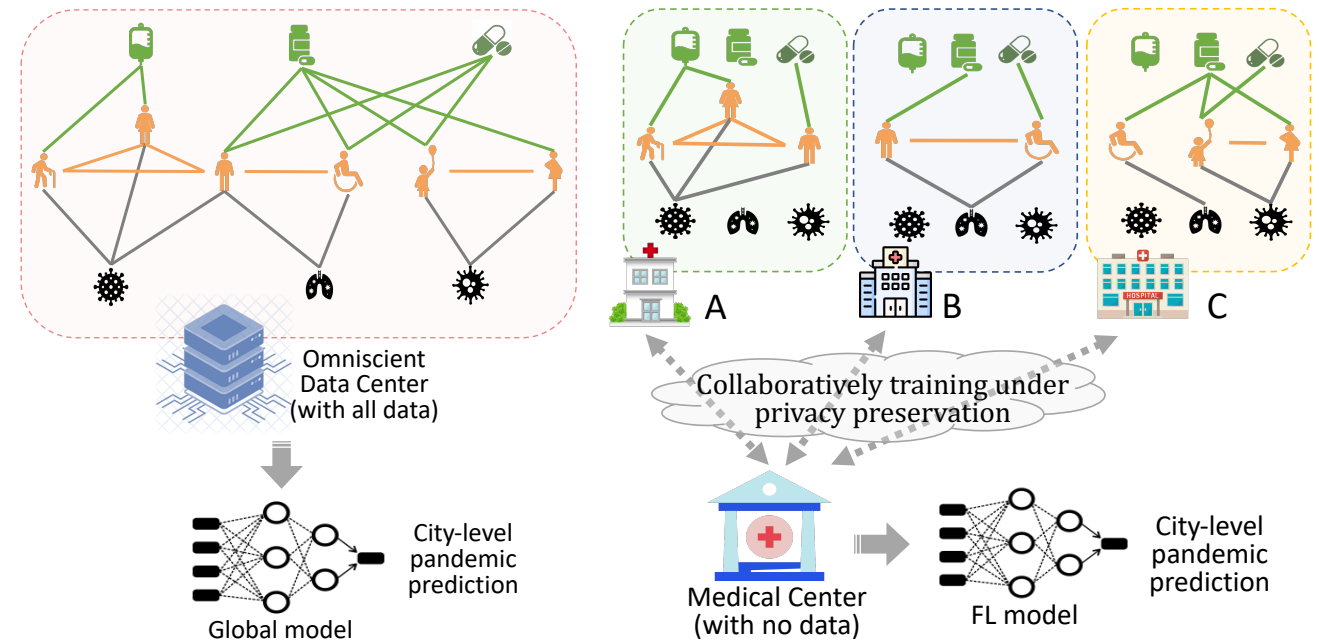 Omniscient
Data Center
(with all data)
City-level
pandemic
prediction
Global model
A
B
HOSPITAL
C
Collaboratively training under
privacy preservation
Medical Center
(with no data)
FL model
City-level
pandemic
prediction